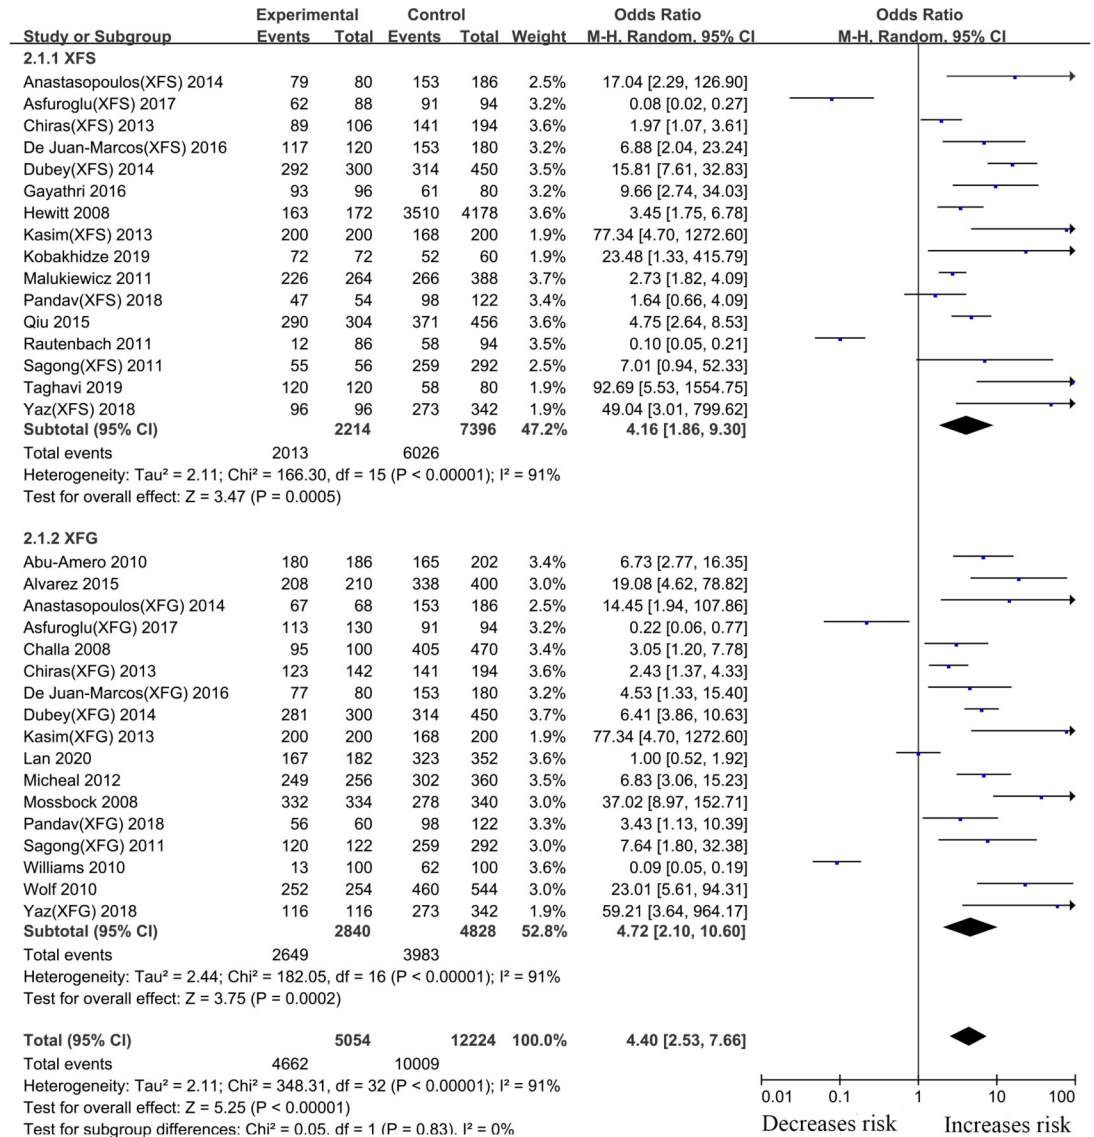 Experimental Control Odds Ratio Odds Ratio
Study or Subgroup Events Total Events Total Weight M-H, Random, 95% CI M-H, Random, 95% CI
2.1.1 XFS
Anastasopoulos(XFS) 2014 79 80 153 186 2.5% 17.04 [2.29, 126.90]
Asfuroglu(XFS) 2017 62 88 91 94 3.2% 0.08 [0.02, 0.27]
Chiras(XFS) 2013 89 106 141 194 3.6% 1.97 [1.07, 3.61]
De Juan-Marcos(XFS) 2016 117 120 153 180 3.2% 6.88 [2.04, 23.24]
Dubey(XFS) 2014 292 300 314 450 3.6% 15.81 [7.61, 32.83]
Gayathri 2016 93 96 61 80 3.2% 9.66 [2.74, 34.03]
Hewitt 2008 163 172 3510 4178 3.6% 3.45 [1.75, 6.78]
Kasim(XFS) 2013 200 200 168 200 1.9% 77.34 [4.70, 1272.60]
Kobakhidze 2019 72 72 52 60 1.9% 23.48 [1.33, 415.79]
Malukiewicz 2011 226 264 266 388 3.7% 2.73 [1.82, 4.09]
Pandav(XFS) 2018 47 54 98 122 3.4% 1.64 [0.66, 4.09]
Qiu 2015 290 304 371 456 3.6% 4.75 [2.64, 8.53]
Rautenbach 2011 12 86 58 94 3.5% 0.10 [0.05, 0.21]
Sagong(XFS) 2011 55 56 259 292 2.5% 7.01 [0.94, 52.33]
Taghavi 2019 120 120 58 80 1.9% 92.69 [5.53, 1554.75]
Yaz(XFS) 2018 96 96 273 342 1.9% 49.04 [3.01, 799.62]
Subtotal (95% CI) 2214 7396 47.2% 4.16 [1.86, 9.30]
Total events 2013 6026
Heterogeneity: Tau² = 2.11; Chi² = 166.30, df = 15 (P < 0.00001); I² = 91%
Test for overall effect: Z = 3.47 (P = 0.0005)
2.1.2 XFG
Abu-Amero 2010 180 186 165 202 3.4% 6.73 [2.77, 16.35]
Alvarez 2015 208 210 338 400 3.0% 19.08 [4.62, 78.82]
Anastasopoulos(XFG) 2014 67 68 153 186 2.5% 14.45 [1.94, 107.86]
Asfuroglu(XFG) 2017 113 130 91 94 3.2% 0.22 [0.06, 0.77]
Challa 2008 95 100 405 470 3.4% 3.05 [1.20, 7.78]
Chiras(XFG) 2013 123 142 141 194 3.6% 2.43 [1.37, 4.33]
De Juan-Marcos(XFG) 2016 77 80 153 180 3.2% 4.53 [1.33, 15.40]
Dubey(XFG) 2014 281 300 314 450 3.7% 6.41 [3.86, 10.63]
Kasim(XFG) 2013 200 200 168 200 1.9% 77.34 [4.70, 1272.60]
Lan 2020 167 182 323 352 3.6% 1.00 [0.52, 1.92]
Micheal 2012 249 256 302 360 3.5% 6.83 [3.06, 15.23]
Mossbock 2008 332 334 278 340 3.0% 37.02 [8.97, 152.71]
Pandav(XFG) 2018 56 60 98 122 3.3% 3.43 [1.13, 10.39]
Sagong(XFG) 2011 120 122 259 292 3.0% 7.64 [1.80, 32.38]
Williams 2010 13 100 62 100 3.6% 0.09 [0.05, 0.19]
Wolf 2010 252 254 460 544 3.0% 23.01 [5.61, 94.31]
Yaz(XFG) 2018 116 116 273 342 1.9% 59.21 [3.64, 964.17]
Subtotal (95% CI) 2840 4828 52.8% 4.72 [2.10, 10.60]
Total events 2649 3983
Heterogeneity: Tau² = 2.44; Chi² = 182.05, df = 16 (P < 0.00001); I² = 91%
Test for overall effect: Z = 3.75 (P = 0.0002)
Total (95% CI) 5054 12224 100.0% 4.40 [2.53, 7.66]
Total events 4662 10009
Heterogeneity: Tau² = 2.11; Chi² = 348.31, df = 32 (P < 0.00001); I² = 91%
Test for overall effect: Z = 5.25 (P < 0.00001)
Test for subgroup differences: Chi² = 0.05, df = 1 (P = 0.83), I² = 0%
0.01 0.1 1 10 100
Decreases risk Increases risk